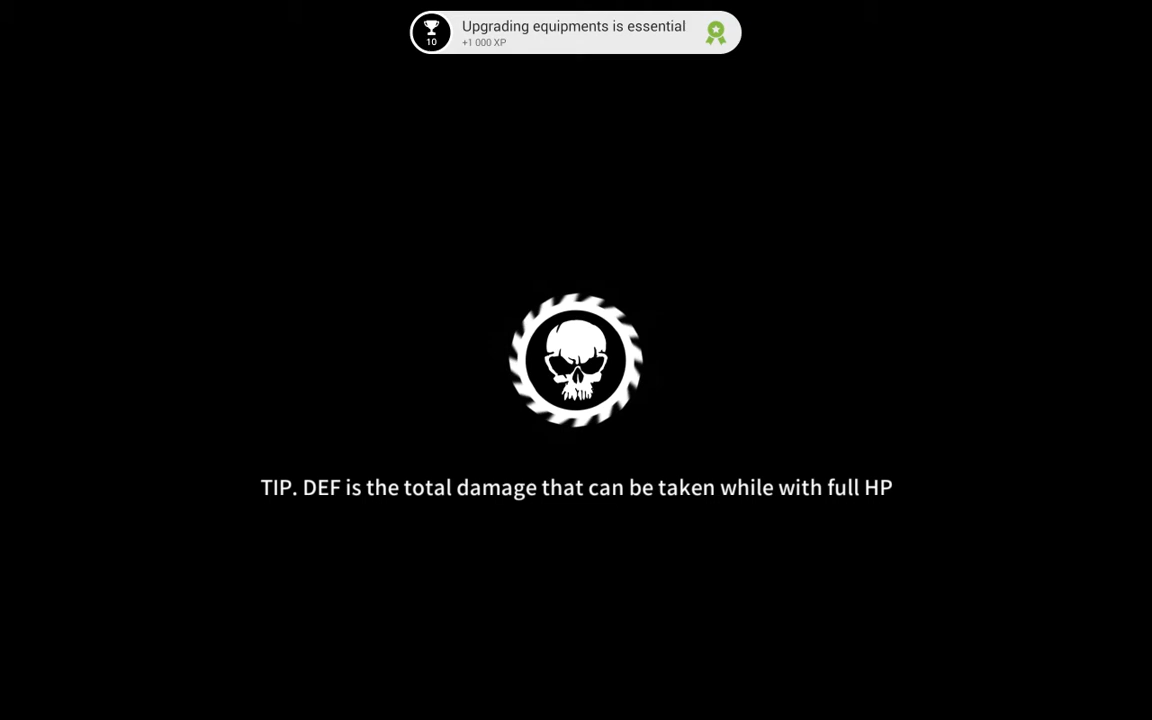 Upgrading equipments is essential
10
+1 000 XP
TIP. DEF is the total damage that can be taken while with full HP